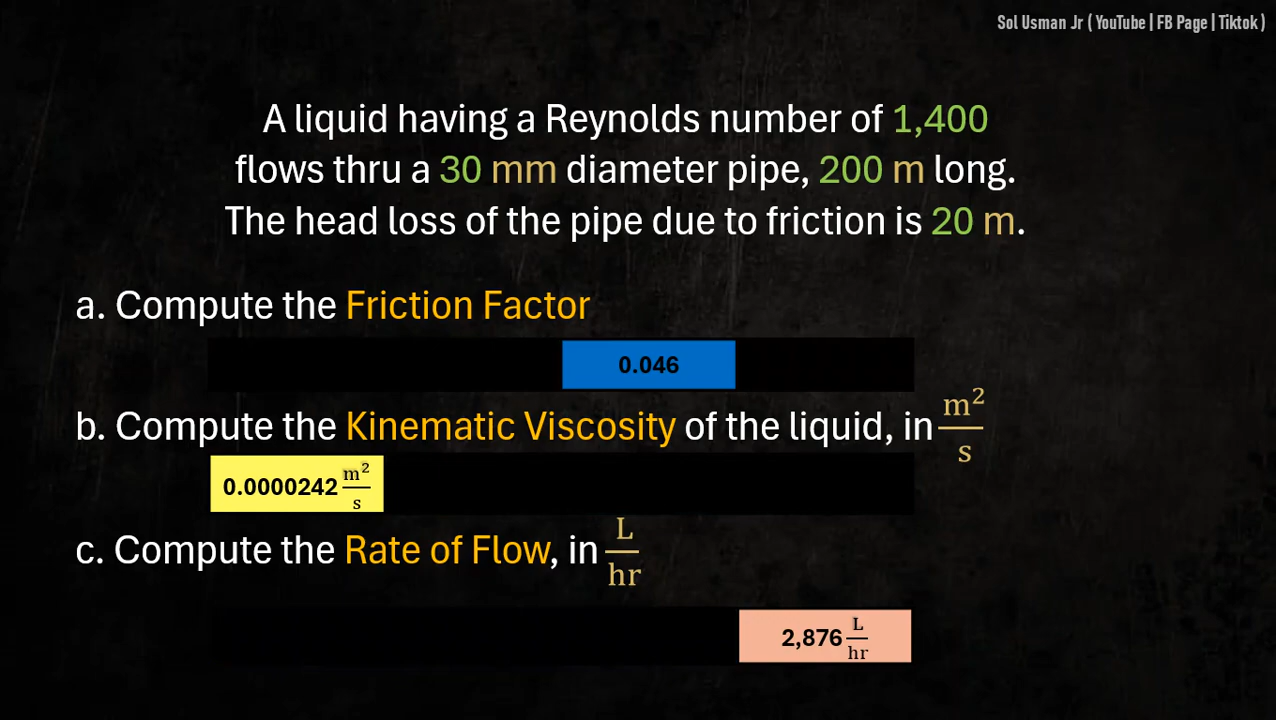 Sol Usman Jr ( YouTube | FB Page | Tiktok )
A liquid having a Reynolds number of 1,400
flows thru a 30 mm diameter pipe, 200 m long.
The head loss of the pipe due to friction is 20 m.
a. Compute the Friction Factor
0.046
b. Compute the Kinematic Viscosity of the liquid, in m²/s
0.0000242 m²/s
c. Compute the Rate of Flow, in L/hr
2,876 L/hr